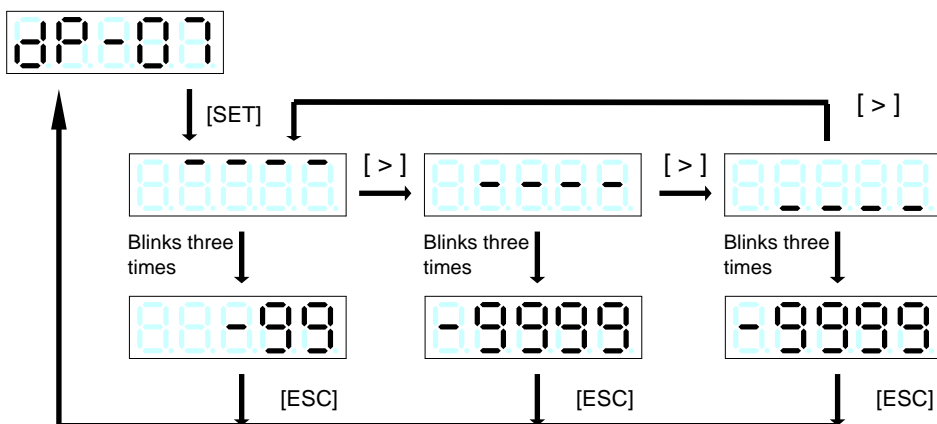 dP-07
[ > ]
[SET]
- - - -
[ > ]
- - - -
[ > ]
_ _ _ _
Blinks three
times
Blinks three
times
Blinks three
times
-99
-9999
-9999
[ESC]
[ESC]
[ESC]